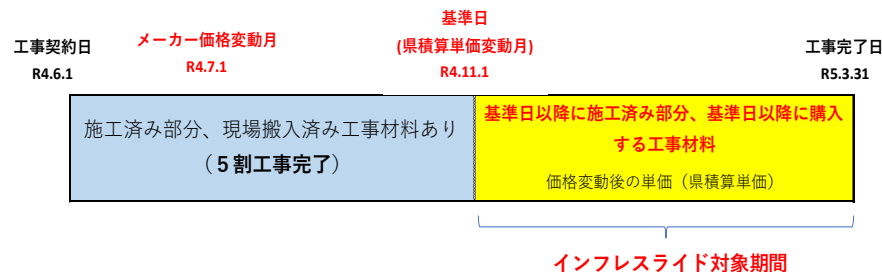 工事契約日
R4.6.1
メーカー価格変動月
R4.7.1
基準日
(県積算単価変動月)
R4.11.1
工事完了日
R5.3.31
施工済み部分、現場搬入済み工事材料あり
（５割工事完了）
基準日以降に施工済み部分、基準日以降に購入
する工事材料
価格変動後の単価（県積算単価）
インフレスライド対象期間